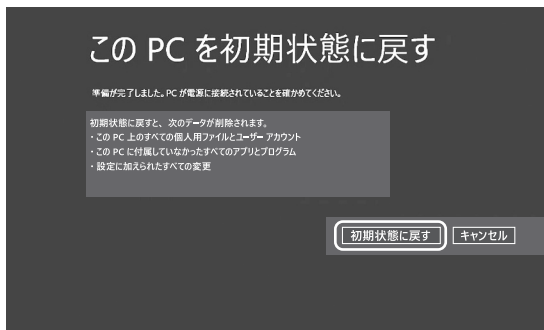 この PC を初期状態に戻す
準備が完了しました。PC が電源に接続されていることを確かめてください。
初期状態に戻すと、次のデータが削除されます。
・この PC 上のすべての個人用ファイルとユーザー アカウント
・この PC に付属していなかったすべてのアプリとプログラム
・設定に加えられたすべての変更
初期状態に戻す キャンセル